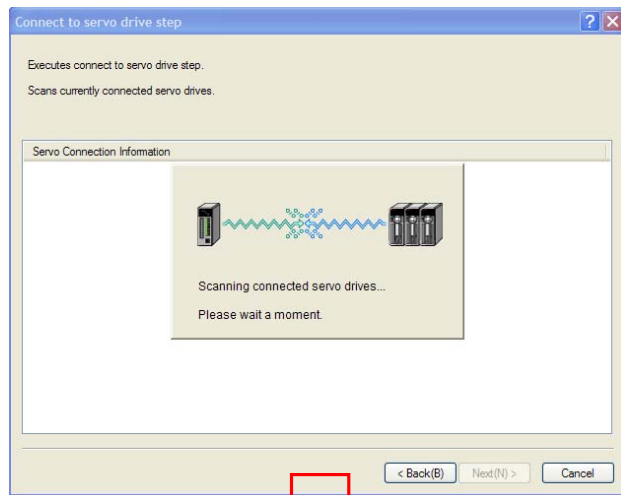 Connect to servo drive step
Executes connect to servo drive step.
Scans currently connected servo drives.
Servo Connection Information
Scanning connected servo drives...
Please wait a moment.
< Back(B) Next(N) > Cancel